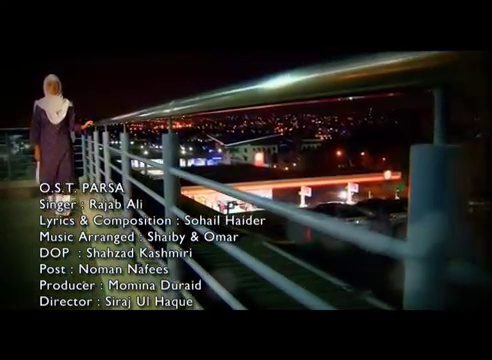 O.S.T. PARSA
Singer : Rajab Ali
Lyrics & Composition : Sohail Haider
Music Arranged : Shaiby & Omar
DOP : Shahzad Kashmiri
Post : Noman Nafees
Producer : Momina Duraid
Director : Siraj Ul Haque